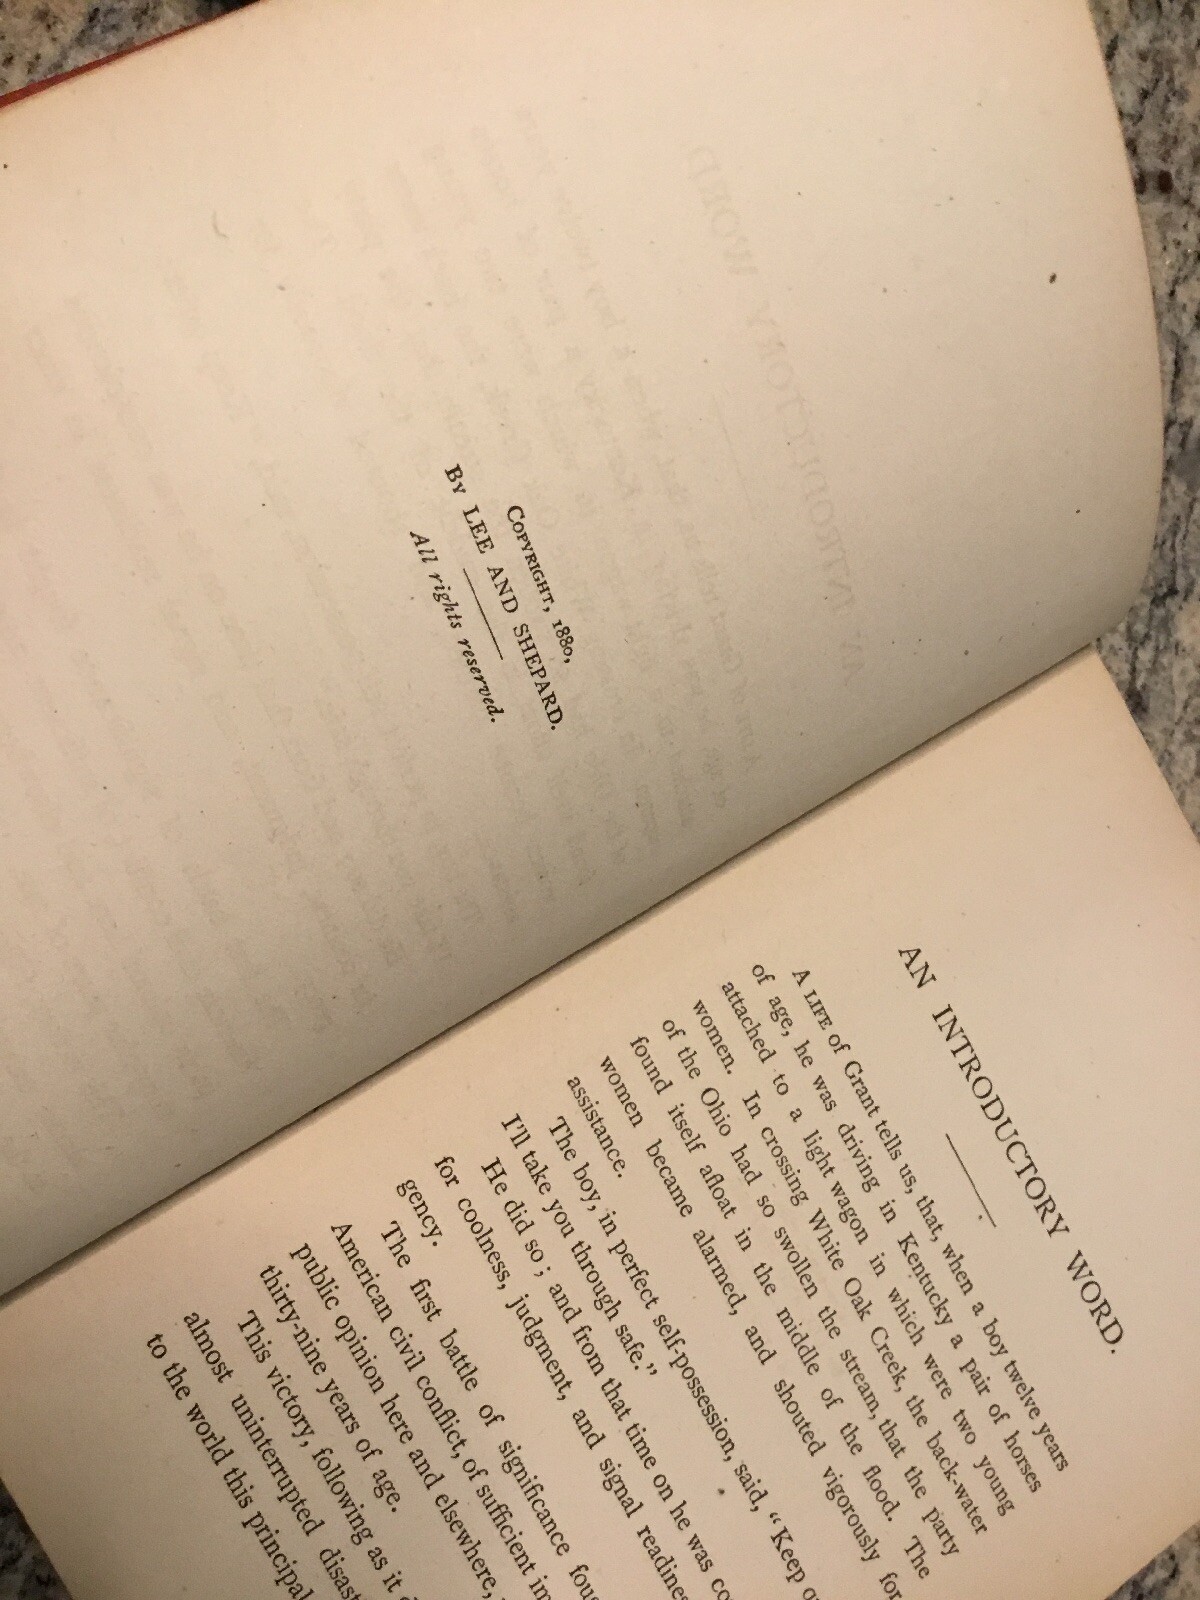 COPYRIGHT, 1880,
BY LEE AND SHEPARD.
All rights reserved.
AN INTRODUCTORY WORD.
A LIFE of Grant tells us, that, when a boy twelve years
of age, he was driving in Kentucky a pair of horses
attached to a light wagon in which were two young
women. In crossing White Oak Creek, the back-water
of the Ohio had so swollen the stream, that the party
found itself afloat in the middle of the flood. The
women became alarmed, and shouted vigorously for
assistance.
The boy, in perfect self-possession, said, "Keep
I'll take you through safe."
He did so; and from that time on he was
for coolness, judgment, and signal
gency.
The first battle of significance
American civil conflict, of sufficient
public opinion here and elsewhere,
thirty-nine years of age.
This victory, following as it
almost uninterrupted
to the world this principal